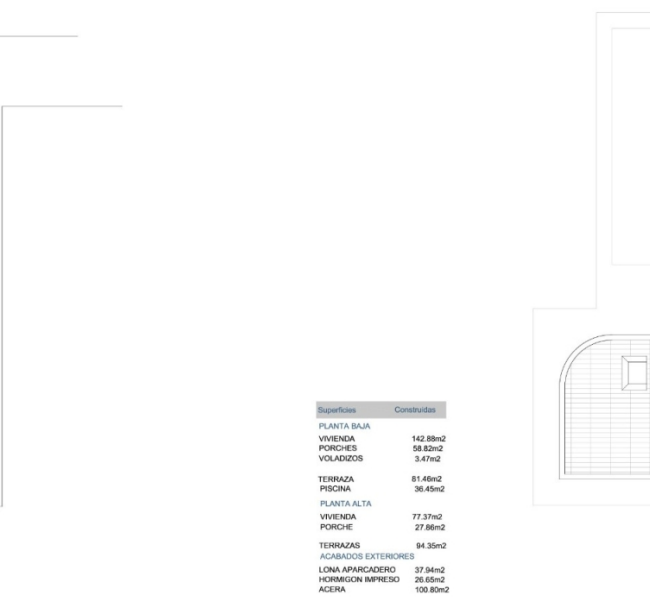 Superficies Construidas
PLANTA BAJA
VIVIENDA 142.88m2
PORCHES 58.82m2
VOLADIZOS 3.47m2
TERRAZA 81.46m2
PISCINA 36.45m2
PLANTA ALTA
VIVIENDA 77.37m2
PORCHE 27.86m2
TERRAZAS 94.35m2
ACABADOS EXTERIORES
LONA APARCADERO 37.94m2
HORMIGON IMPRESO 26.65m2
ACERA 100.80m2